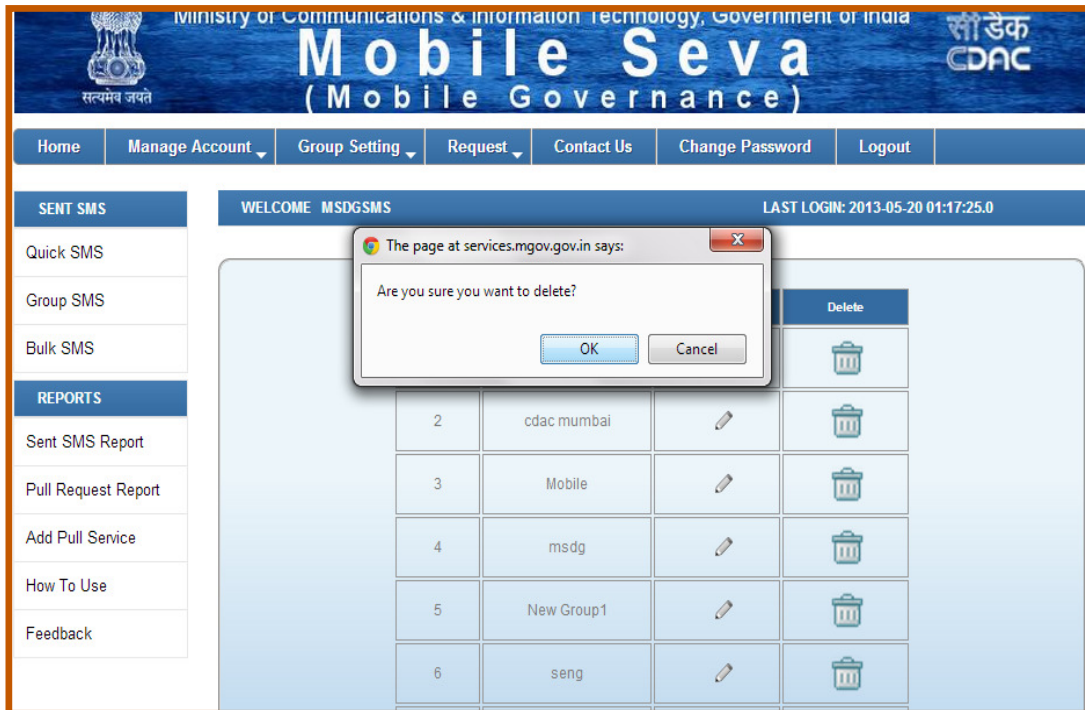 Ministry of Communications & Information Technology, Government of India
Mobile Seva
(Mobile Governance)
सत्यमेव जयते
सी डैक
CDAC
Home Manage Account Group Setting Request Contact Us Change Password Logout
SENT SMS
Quick SMS
Group SMS
Bulk SMS
REPORTS
Sent SMS Report
Pull Request Report
Add Pull Service
How To Use
Feedback
WELCOME MSDGSMS LAST LOGIN: 2013-05-20 01:17:25.0
The page at services.mgov.gov.in says:
Are you sure you want to delete?
OK Cancel
Delete
2 cdac mumbai
3 Mobile
4 msdg
5 New Group1
6 seng